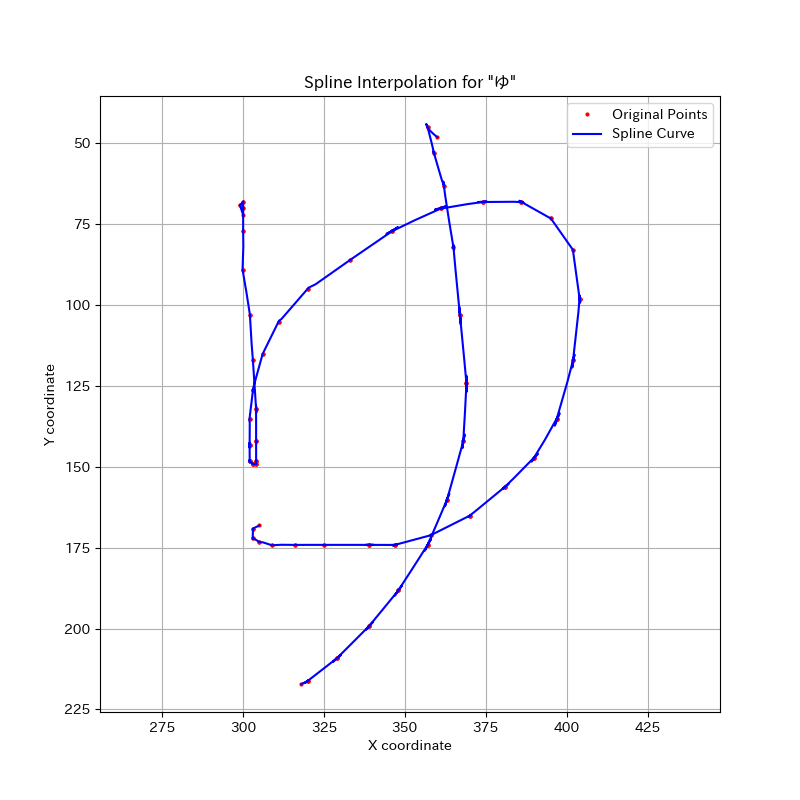 Spline Interpolation for "ゆ"
Original Points
Spline Curve
Y coordinate
50
75
100
125
150
175
200
225
275 300 325 350 375 400 425
X coordinate